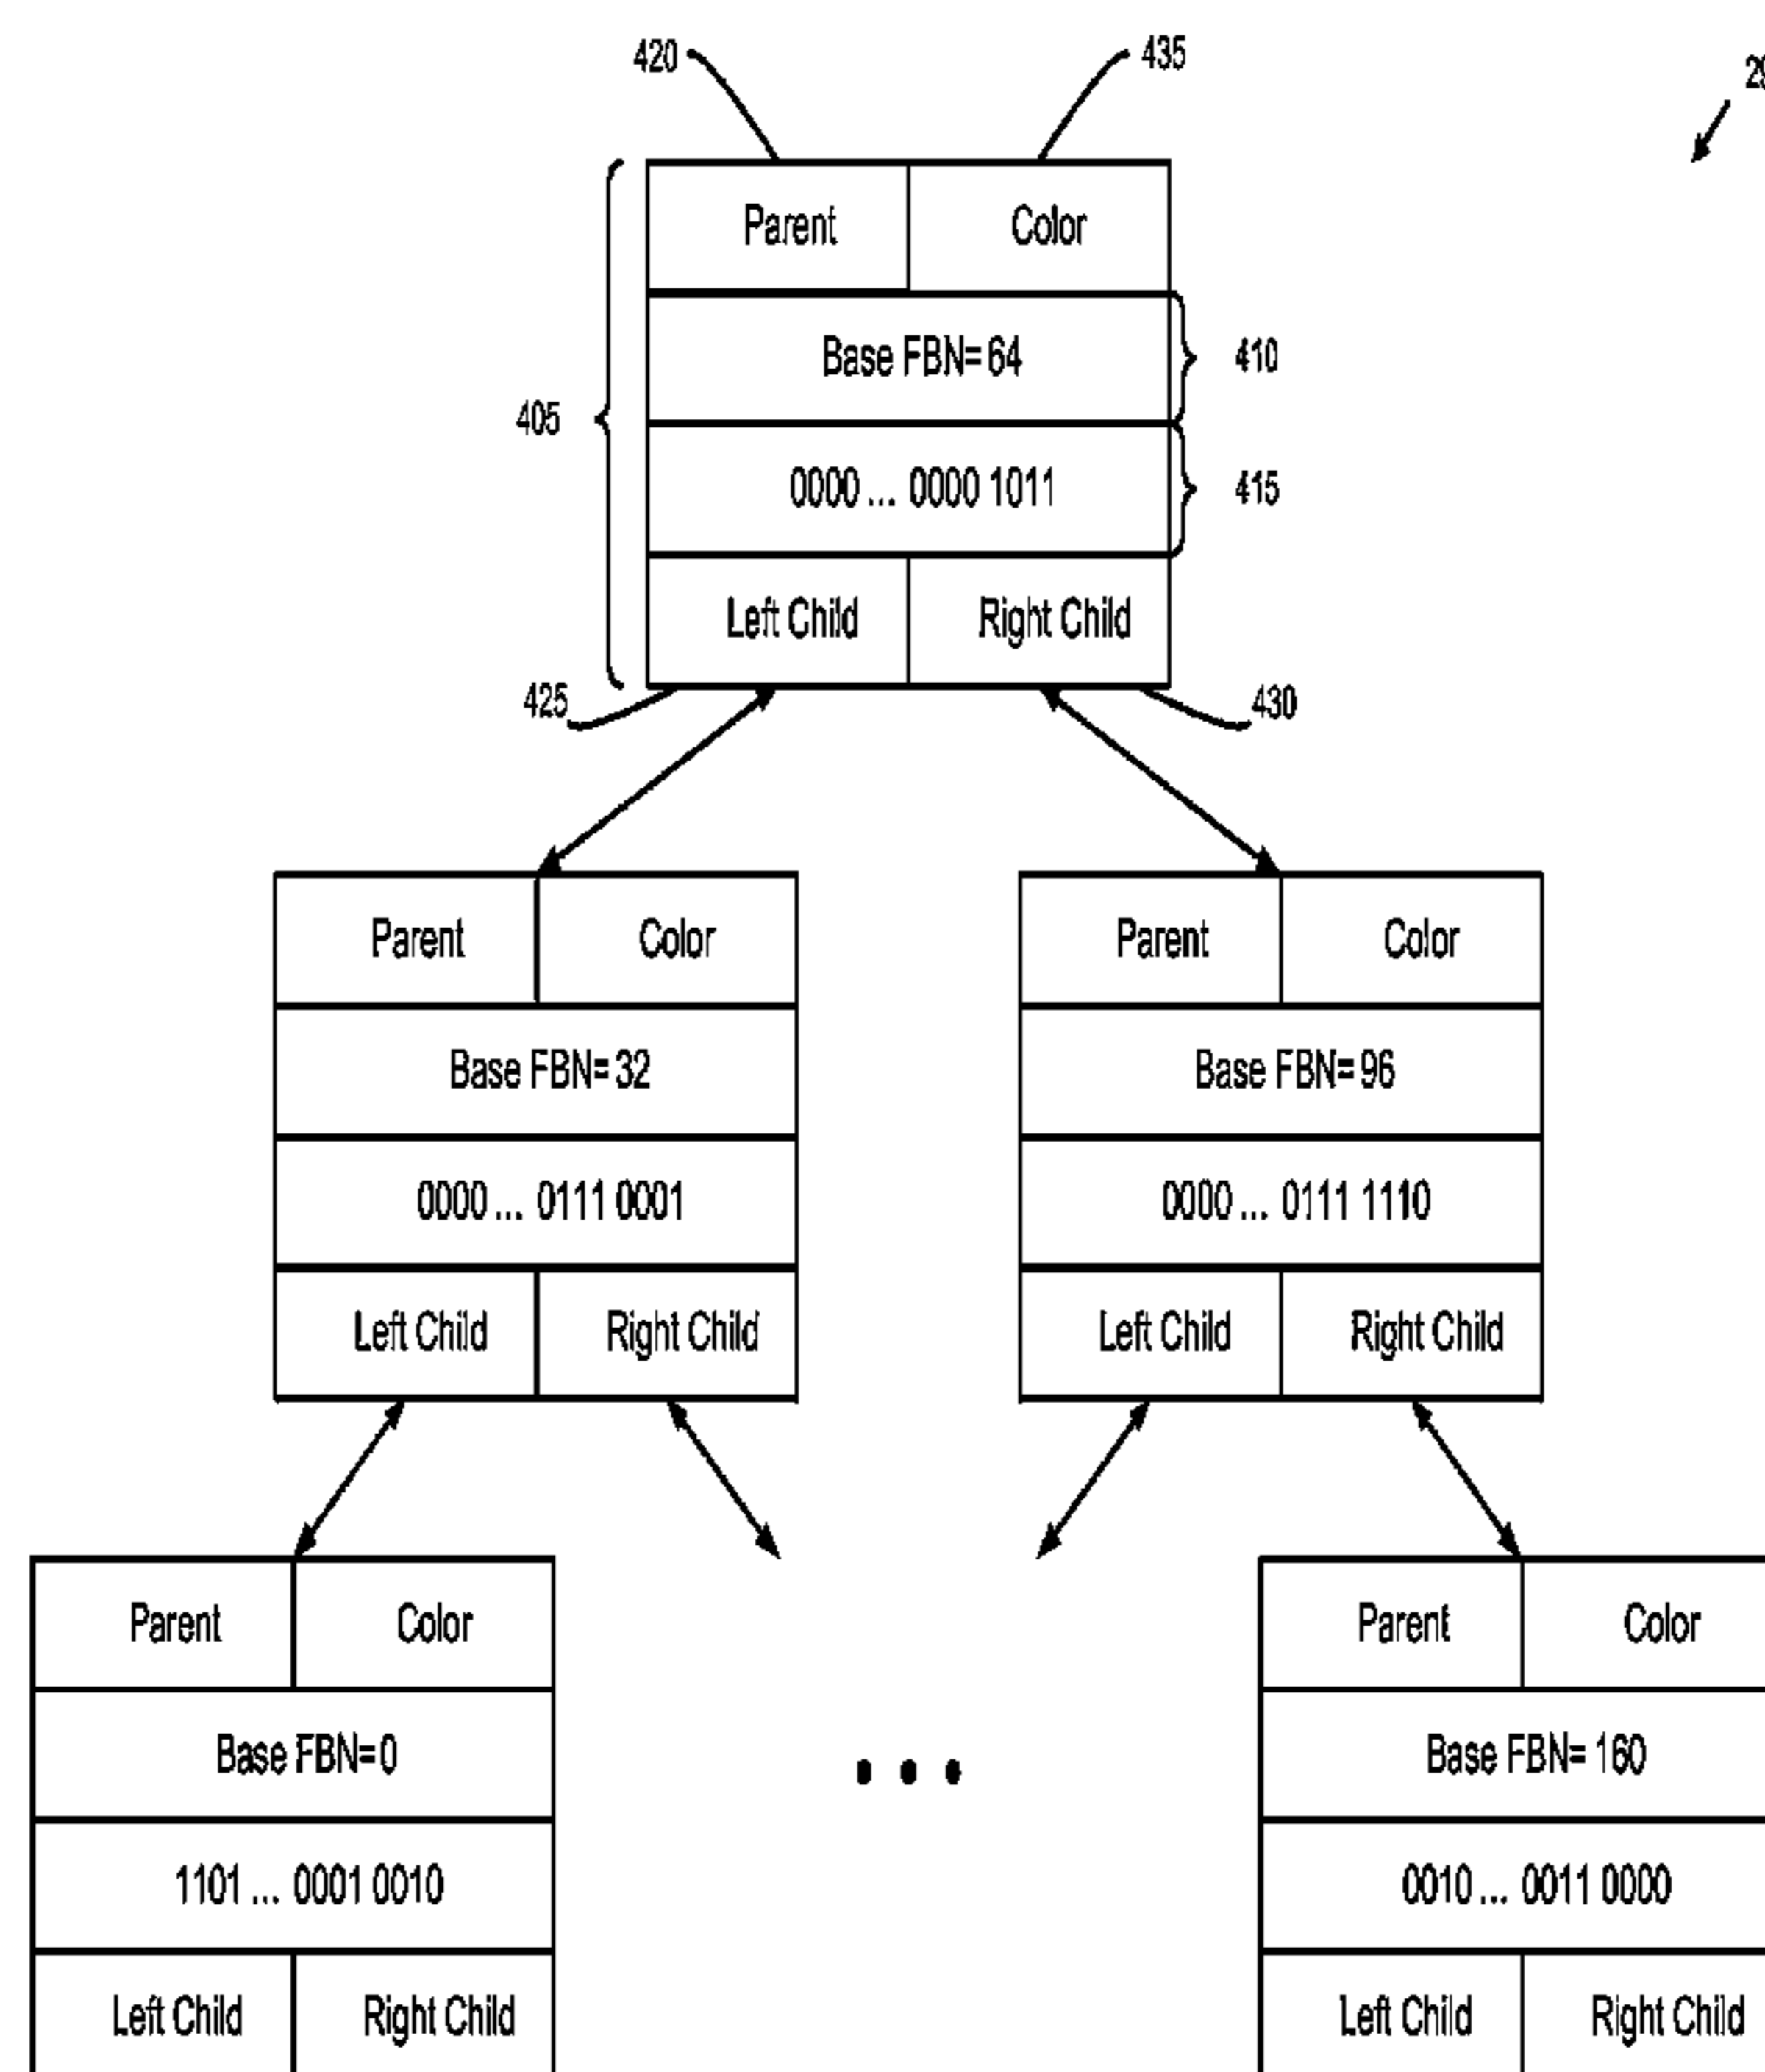 420
435
Parent Color
Base FBN= 64
410
405
0000 ... 0000 1011
415
Left Child Right Child
425
430
Parent Color
Parent Color
Base FBN= 32
Base FBN= 96
0000 ... 0111 0001
0000 ... 0111 1110
Left Child Right Child
Left Child Right Child
Parent Color
Parent Color
Base FBN= 0
Base FBN= 160
1101 ... 0001 0010
0010 ... 0011 0000
Left Child Right Child
Left Child Right Child